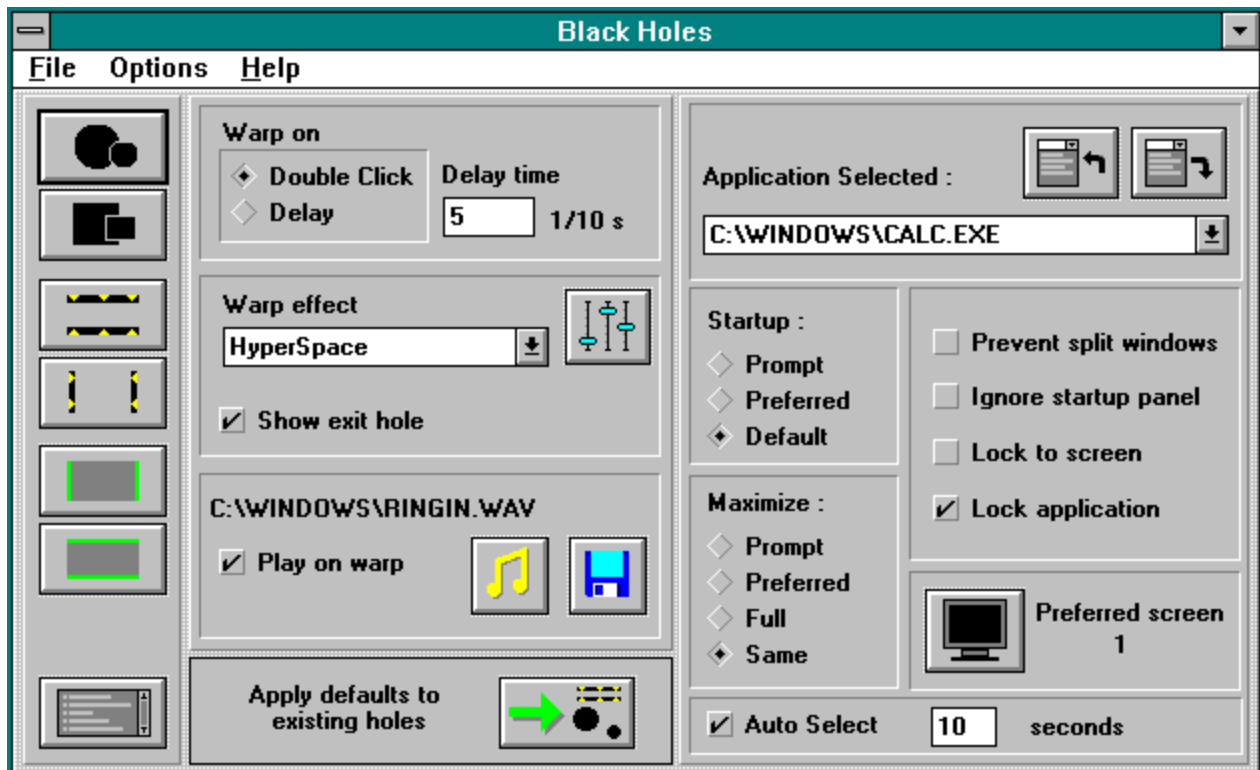 Black Holes
File Options Help
Warp on
Double Click
Delay
Delay time
5 1/10 s
Warp effect
HyperSpace
Show exit hole
C:\WINDOWS\RINGIN.WAV
Play on warp
Apply defaults to
existing holes
Application Selected :
C:\WINDOWS\CALC.EXE
Startup :
Prompt
Preferred
Default
Maximize :
Prompt
Preferred
Full
Same
Prevent split windows
Ignore startup panel
Lock to screen
Lock application
Preferred screen
1
Auto Select 10 seconds